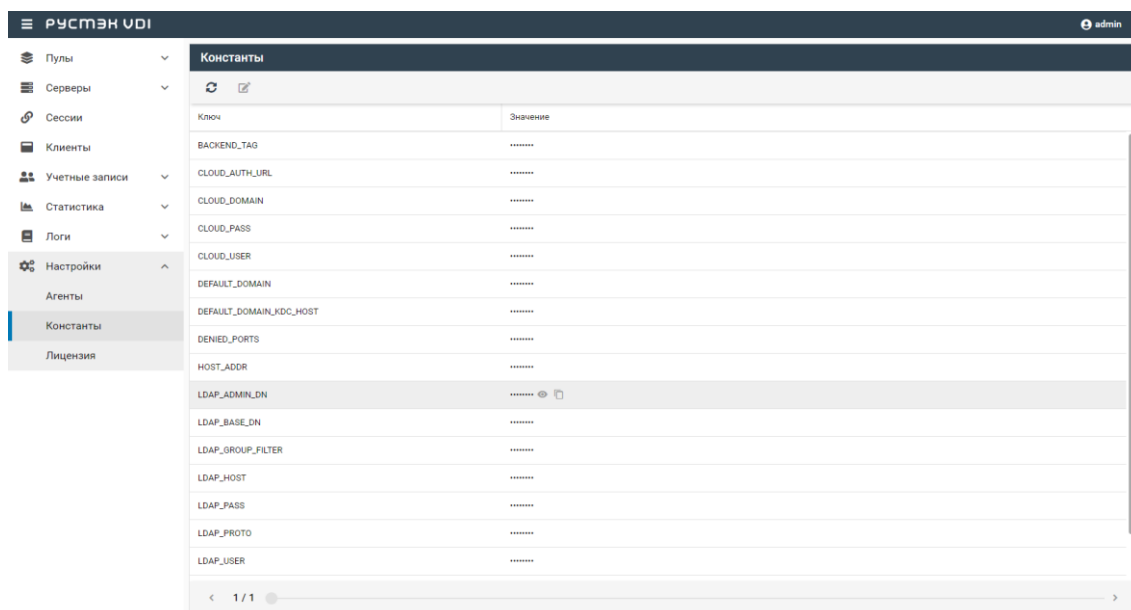 РУСТЭК VDI
admin
Пулы
Серверы
Сессии
Клиенты
Учетные записи
Статистика
Логи
Настройки
Агенты
Константы
Лицензия
Константы
Ключ Значение
BACKEND_TAG ········
CLOUD_AUTH_URL ········
CLOUD_DOMAIN ········
CLOUD_PASS ········
CLOUD_USER ········
DEFAULT_DOMAIN ········
DEFAULT_DOMAIN_KDC_HOST ········
DENIED_PORTS ········
HOST_ADDR ········
LDAP_ADMIN_DN ········
LDAP_BASE_DN ········
LDAP_GROUP_FILTER ········
LDAP_HOST ········
LDAP_PASS ········
LDAP_PROTO ········
LDAP_USER ········
1 / 1